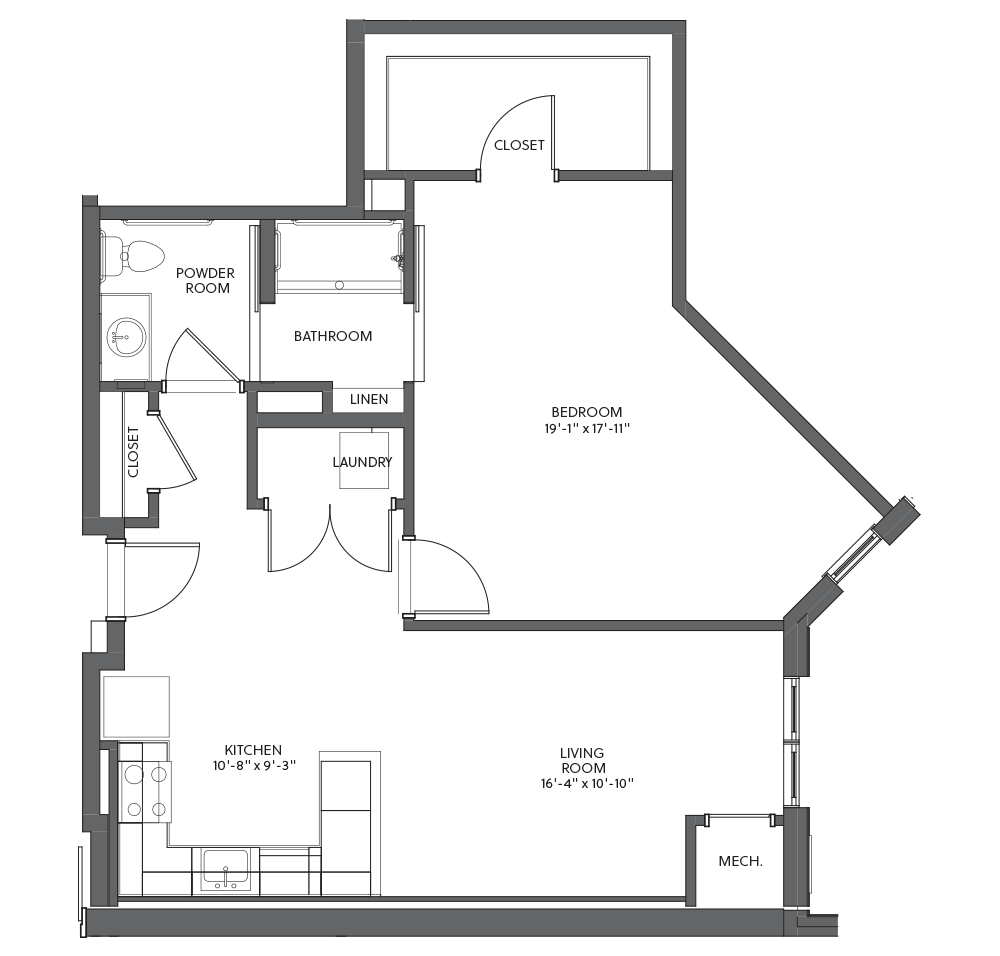 CLOSET
POWDER
ROOM
BATHROOM
LINEN
BEDROOM
19'-1" x 17'-11"
CLOSET
LAUNDRY
KITCHEN
10'-8" x 9'-3"
LIVING
ROOM
16'-4" x 10'-10"
MECH.